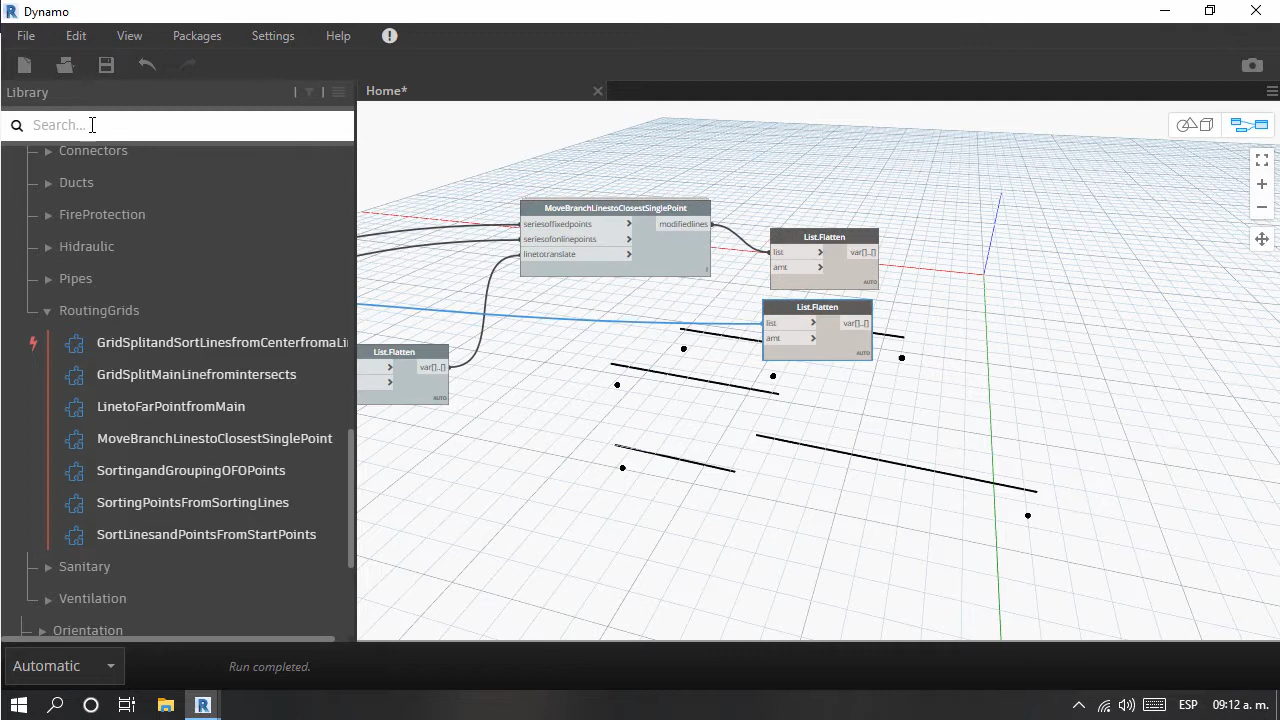 Dynamo
File Edit View Packages Settings Help
Library
Home*
Search...
Connectors
Ducts
FireProtection
Hidraulic
Pipes
RoutingGrids
GridSplitandSortLinesfromCenterfromaLi
GridSplitMainLinefromintersects
LinetoFarPointfromMain
MoveBranchLinestoClosestSinglePoint
SortingandGroupingOFOPoints
SortingPointsFromSortingLines
SortLinesandPointsFromStartPoints
Sanitary
Ventilation
Orientation
MoveBranchLinestoClosestSinglePoint
seriesoffixedpoints > modifiedlines
seriesofonlinepoints >
linetotranslate >
I
List.Flatten
list > var[]..[]
amt >
AUTO
List.Flatten
list > var[]..[]
amt >
AUTO
List.Flatten
> var[]..[]
>
AUTO
Automatic
Run completed.
ESP 09:12 a. m.